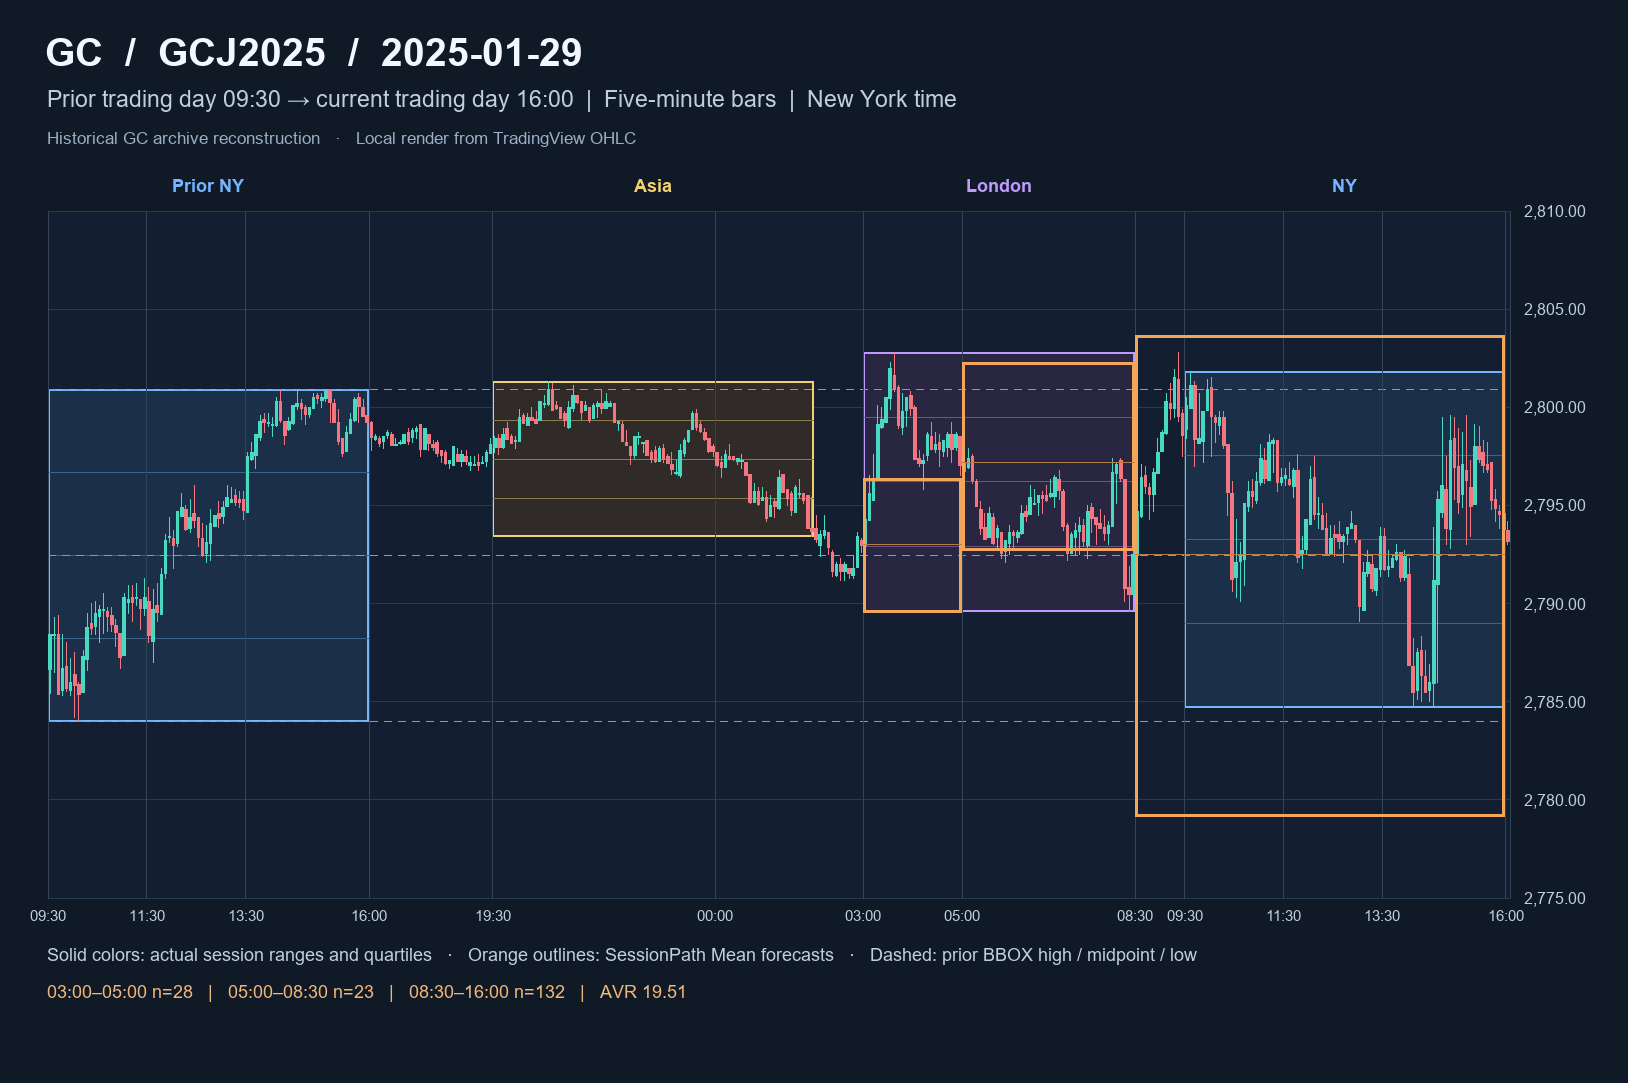 GC / GCJ2025 / 2025-01-29
Prior trading day 09:30 → current trading day 16:00 | Five-minute bars | New York time
Historical GC archive reconstruction · Local render from TradingView OHLC
Prior NY Asia London NY
2,810.00
2,805.00
2,800.00
2,795.00
2,790.00
2,785.00
2,780.00
2,775.00
09:30 11:30 13:30 16:00 19:30 00:00 03:00 05:00 08:30 09:30 11:30 13:30 16:00
Solid colors: actual session ranges and quartiles · Orange outlines: SessionPath Mean forecasts · Dashed: prior BBOX high / midpoint / low
03:00–05:00 n=28 | 05:00–08:30 n=23 | 08:30–16:00 n=132 | AVR 19.51